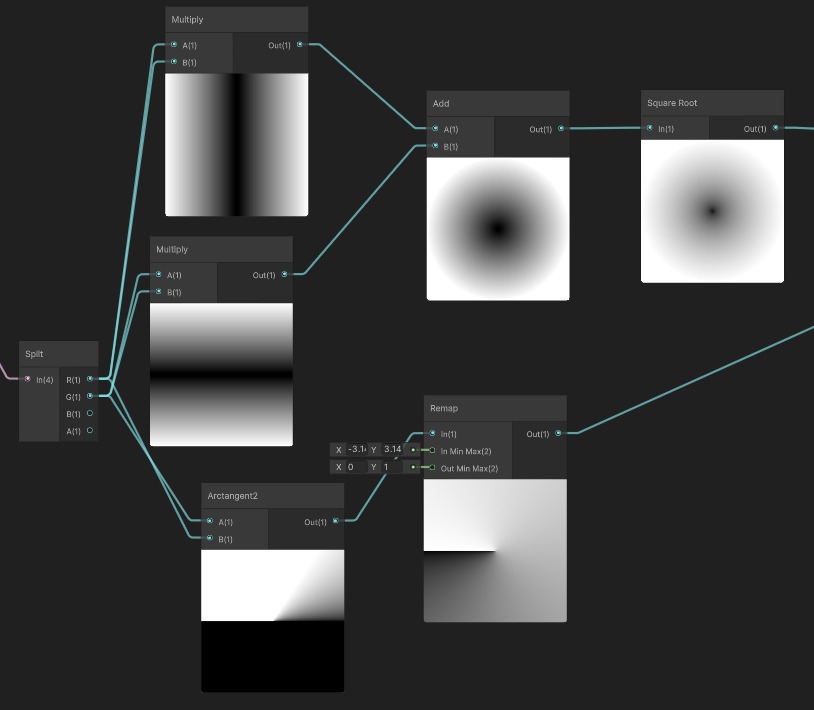 Multiply
A(1) Out(1)
B(1)
Add
A(1) Out(1)
B(1)
Square Root
In(1) Out(1)
Multiply
A(1) Out(1)
B(1)
Split
In(4) R(1)
G(1)
B(1)
A(1)
Remap
In(1) Out(1)
X -3.1 Y 3.14 In Min Max(2)
X 0 Y 1 Out Min Max(2)
Arctangent2
A(1) Out(1)
B(1)